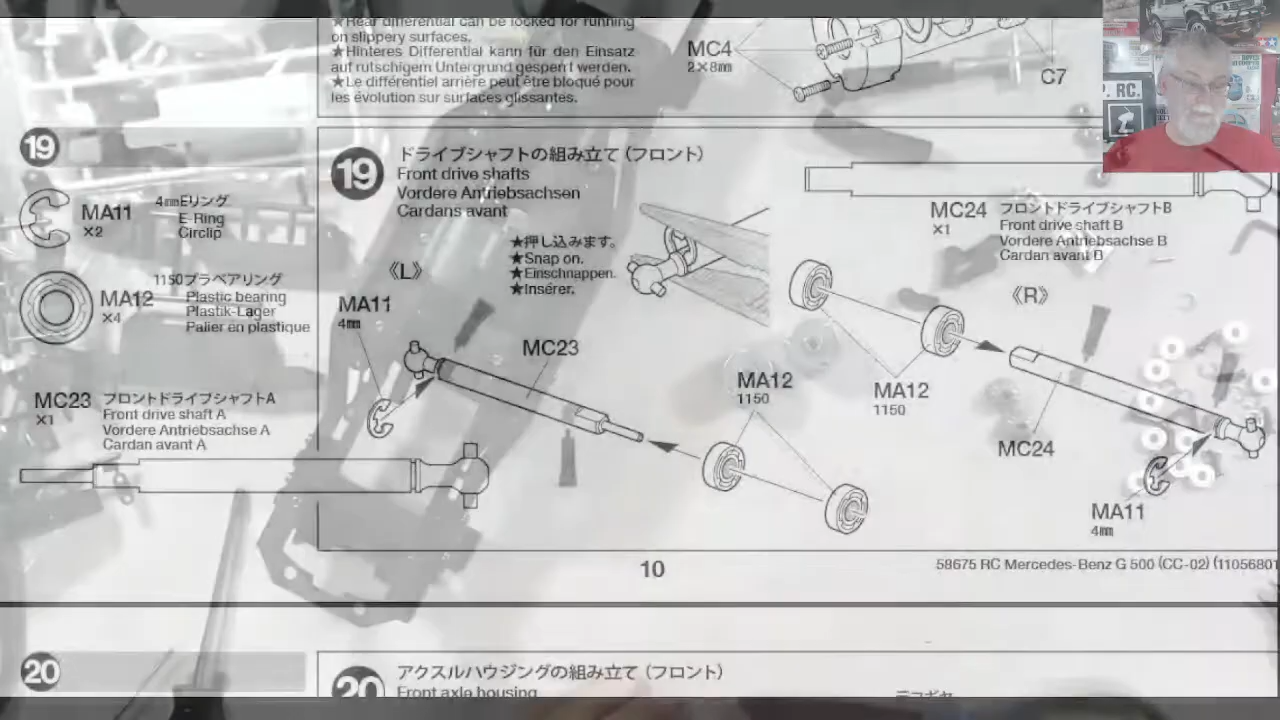 ★Rear differential can be locked for running
on slippery surfaces.
★Hinteres Differential kann für den Einsatz
auf rutschigem Untergrund gesperrt werden.
★Le différentiel arrière peut être bloqué pour
les évolution sur surfaces glissantes.
MC4
2×8mm
C7
P. RC.
19
MA11
×2
4mmEリング
E-Ring
Circlip
MA12
×4
1150プラベアリング
Plastic bearing
Plastik-Lager
Palier en plastique
MC23
×1
フロントドライブシャフトA
Front drive shaft A
Vordere Antriebsachse A
Cardan avant A
19
ドライブシャフトの組み立て(フロント)
Front drive shafts
Vordere Antriebsachsen
Cardans avant
★押し込みます。
★Snap on.
★Einschnappen.
★Insérer.
《L》
MA11
4mm
MC23
MA12
1150
MA12
1150
MC24
×1
フロントドライブシャフトB
Front drive shaft B
Vordere Antriebsachse B
Cardan avant B
《R》
MC24
MA11
4mm
10
58675 RC Mercedes-Benz G 500 (CC-02) (11056801
20
20
アクスルハウジングの組み立て(フロント)
Front axle housing
デフギヤ